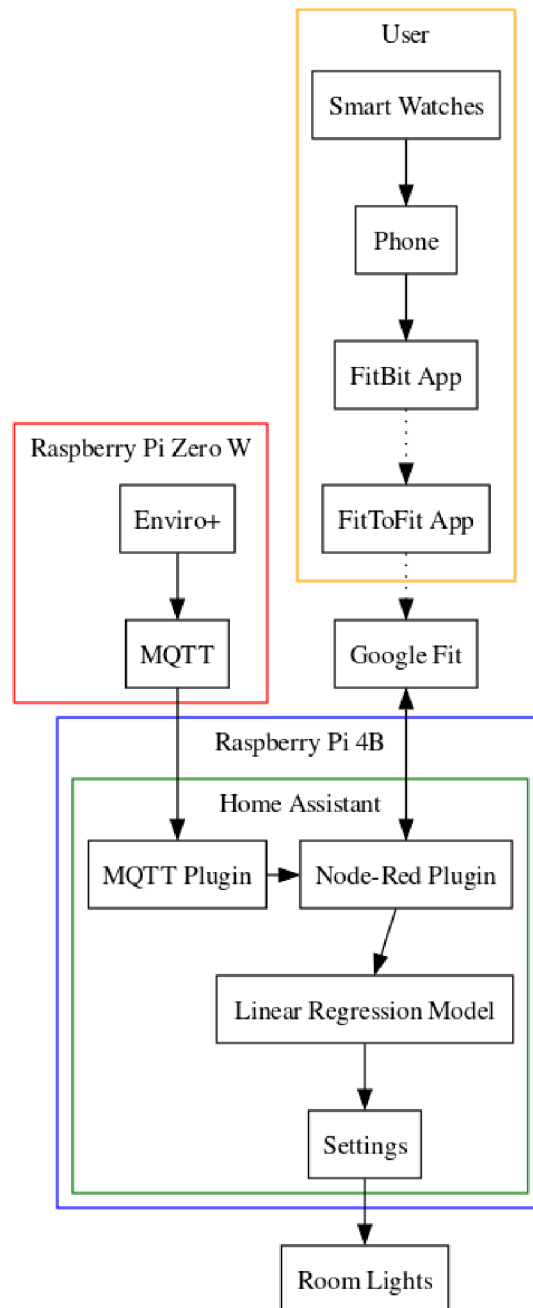 User
Smart Watches
Phone
FitBit App
Raspberry Pi Zero W
Enviro+
FitToFit App
MQTT
Google Fit
Raspberry Pi 4B
Home Assistant
MQTT Plugin
Node-Red Plugin
Linear Regression Model
Settings
Room Lights